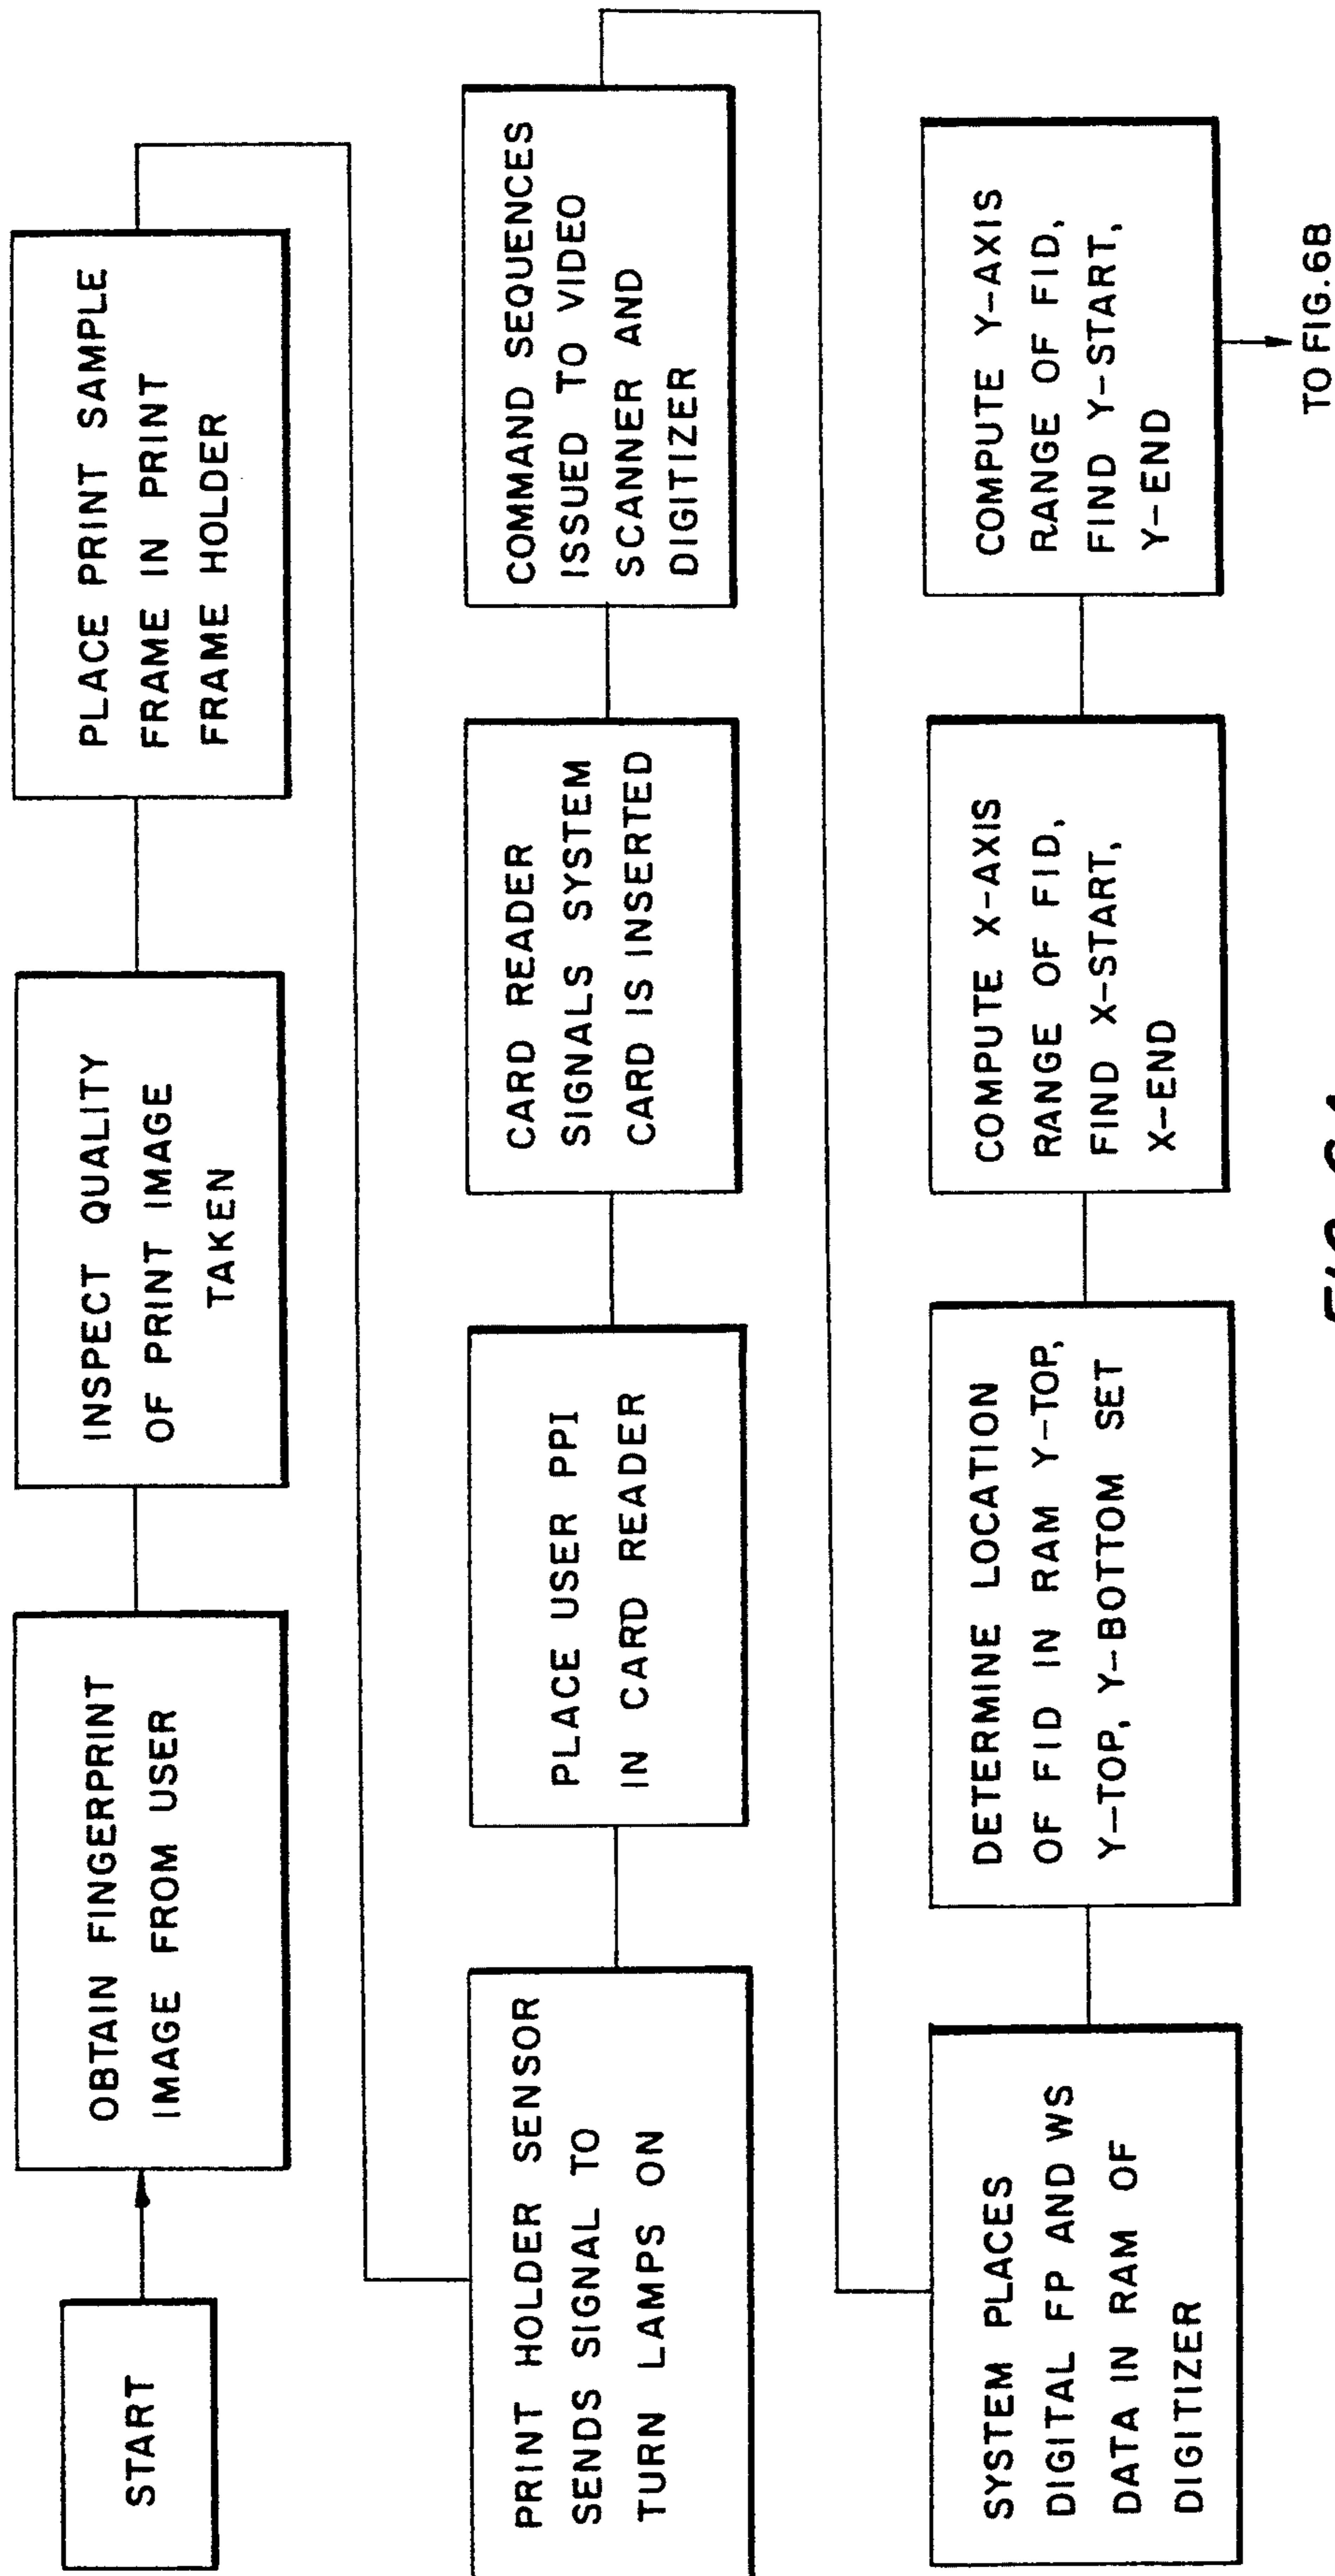 START
OBTAIN FINGERPRINT
IMAGE FROM USER
INSPECT QUALITY
OF PRINT IMAGE
TAKEN
PLACE PRINT SAMPLE
FRAME IN PRINT
FRAME HOLDER
PRINT HOLDER SENSOR
SENDS SIGNAL TO
TURN LAMPS ON
PLACE USER PPI
IN CARD READER
CARD READER
SIGNALS SYSTEM
CARD IS INSERTED
COMMAND SEQUENCES
ISSUED TO VIDEO
SCANNER AND
DIGITIZER
SYSTEM PLACES
DIGITAL FP AND WS
DATA IN RAM OF
DIGITIZER
DETERMINE LOCATION
OF FID IN RAM Y-TOP,
Y-TOP, Y-BOTTOM SET
COMPUTE X-AXIS
RANGE OF FID,
FIND X-START,
X-END
COMPUTE Y-AXIS
RANGE OF FID,
FIND Y-START,
Y-END
TO FIG. 6B